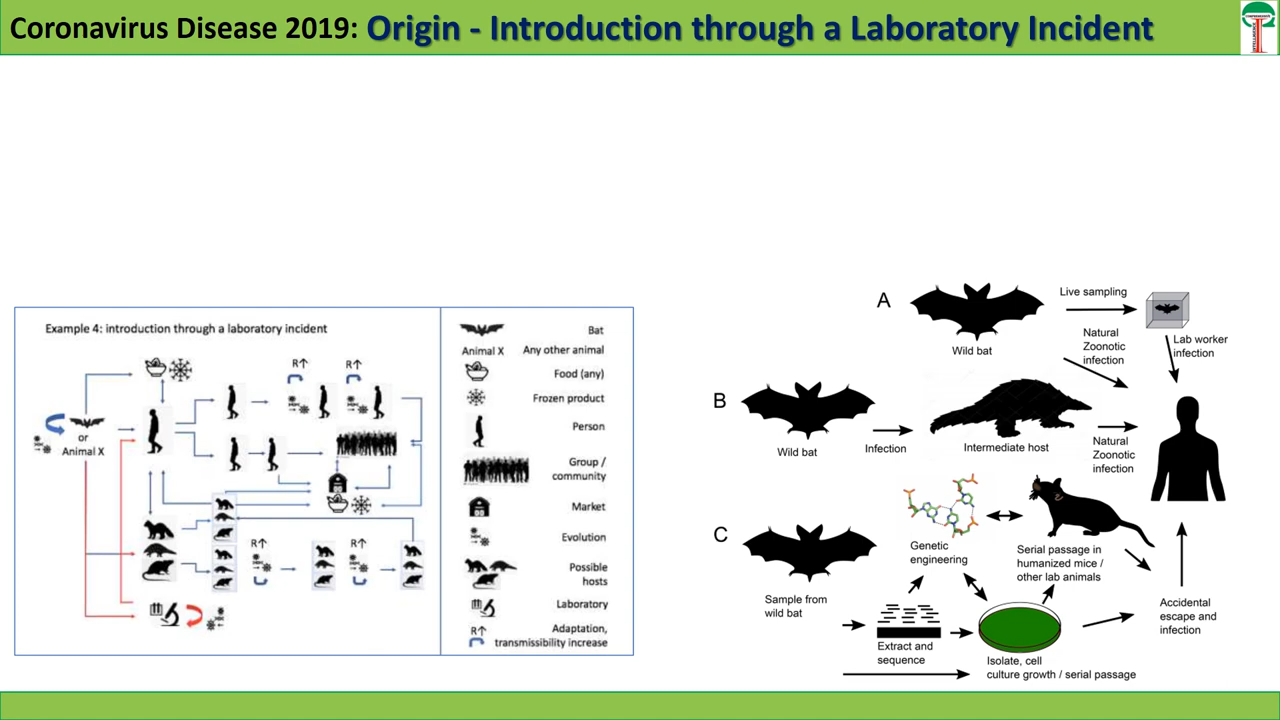 Coronavirus Disease 2019: Origin - Introduction through a Laboratory Incident
Example 4: introduction through a laboratory incident
or
Animal X
R↑
R↑
R↑
R↑
Bat
Animal X
Any other animal
Food (any)
Frozen product
Person
Group /
community
Market
Evolution
Possible
hosts
Laboratory
R↑
Adaptation,
transmissibility increase
A
Wild bat
Live sampling
Natural
Zoonotic
infection
Lab worker
infection
B
Wild bat
Infection
Intermediate host
Natural
Zoonotic
infection
C
Sample from
wild bat
Genetic
engineering
Serial passage in
humanized mice /
other lab animals
Extract and
sequence
Isolate, cell
culture growth / serial passage
Accidental
escape and
infection